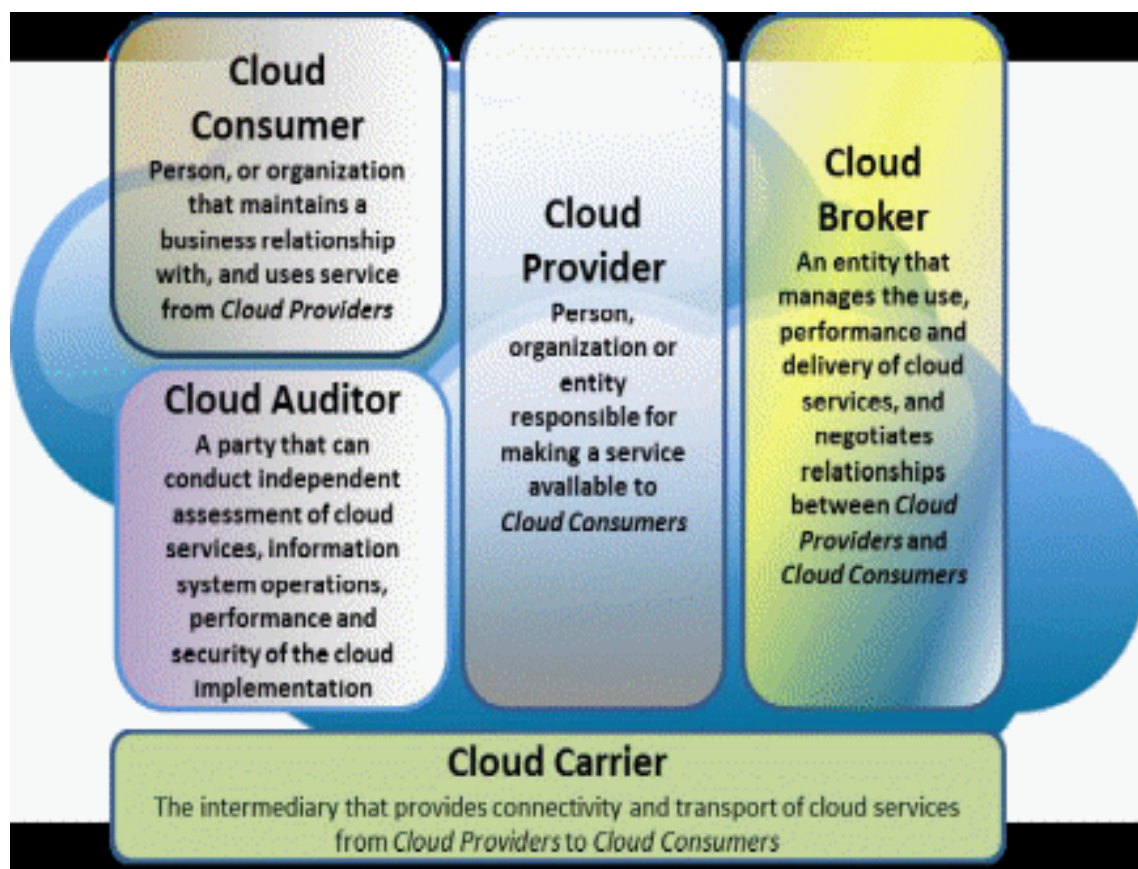 Cloud
Consumer
Person, or organization
that maintains a
business relationship
with, and uses service
from Cloud Providers
Cloud Auditor
A party that can
conduct independent
assessment of cloud
services, information
system operations,
performance and
security of the cloud
implementation
Cloud
Provider
Person,
organization or
entity
responsible for
making a service
available to
Cloud Consumers
Cloud
Broker
An entity that
manages the use,
performance and
delivery of cloud
services, and
negotiates
relationships
between Cloud
Providers and
Cloud Consumers
Cloud Carrier
The intermediary that provides connectivity and transport of cloud services
from Cloud Providers to Cloud Consumers